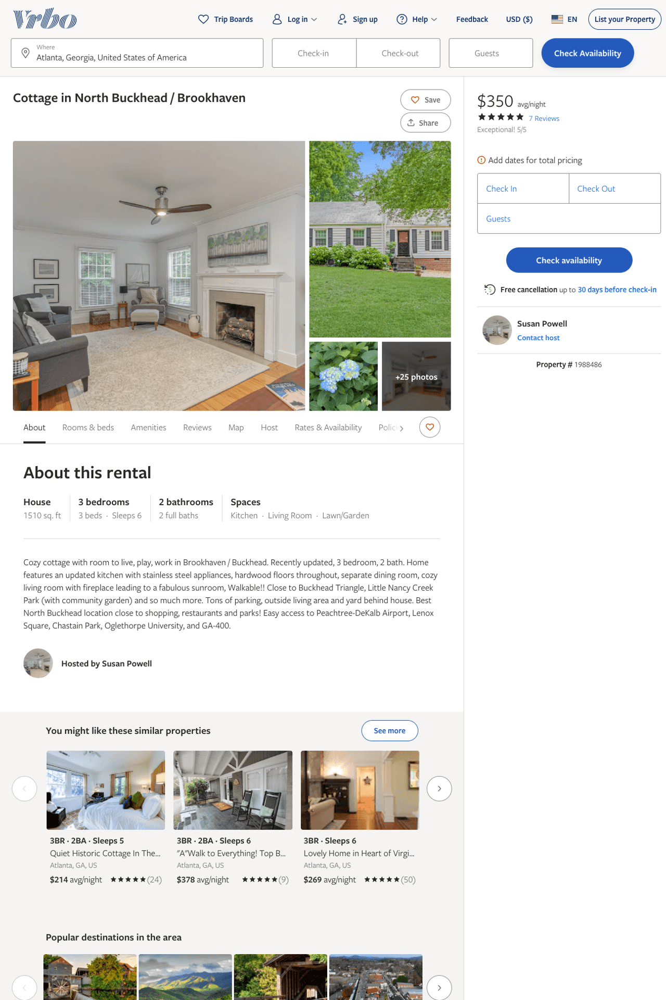 Vrbo
Trip Boards
Log in
Sign up
Help
Feedback
USD ($)
EN
List your Property
Where
Atlanta, Georgia, United States of America
Check-in
Check-out
Guests
Check Availability
Cottage in North Buckhead / Brookhaven
Save
Share
+25 photos
$350 avg/night
7 Reviews
Exceptional! 5/5
Add dates for total pricing
Check In
Check Out
Guests
Check availability
Free cancellation up to 30 days before check-in
Susan Powell
Contact host
Property # 1988486
About
Rooms & beds
Amenities
Reviews
Map
Host
Rates & Availability
Polici
About this rental
House
1510 sq. ft
3 bedrooms
3 beds · Sleeps 6
2 bathrooms
2 full baths
Spaces
Kitchen · Living Room · Lawn/Garden
Cozy cottage with room to live, play, work in Brookhaven / Buckhead. Recently updated, 3 bedroom, 2 bath. Home
features an updated kitchen with stainless steel appliances, hardwood floors throughout, separate dining room, cozy
living room with fireplace leading to a fabulous sunroom, Walkable!! Close to Buckhead Triangle, Little Nancy Creek
Park (with community garden) and so much more. Tons of parking, outside living area and yard behind house. Best
North Buckhead location close to shopping, restaurants and parks! Easy access to Peachtree-DeKalb Airport, Lenox
Square, Chastain Park, Oglethorpe University, and GA-400.
Hosted by Susan Powell
You might like these similar properties
See more
3BR · 2BA · Sleeps 5
Quiet Historic Cottage In The...
Atlanta, GA, US
$214 avg/night (24)
3BR · 2BA · Sleeps 6
"A"Walk to Everything! Top B...
Atlanta, GA, US
$378 avg/night (9)
3BR · Sleeps 6
Lovely Home in Heart of Virgi...
Atlanta, GA, US
$269 avg/night (50)
Popular destinations in the area